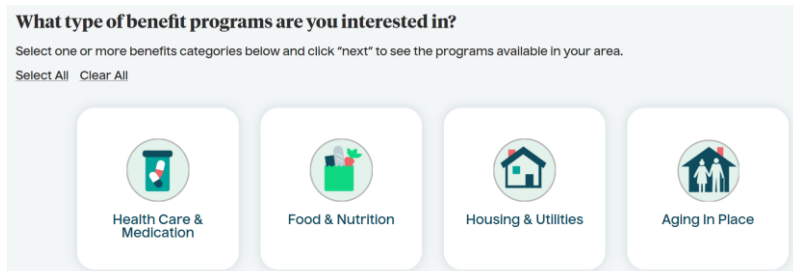 What type of benefit programs are you interested in?
Select one or more benefits categories below and click “next” to see the programs available in your area.
Select All Clear All
Health Care &
Medication
Food & Nutrition
Housing & Utilities
Aging In Place